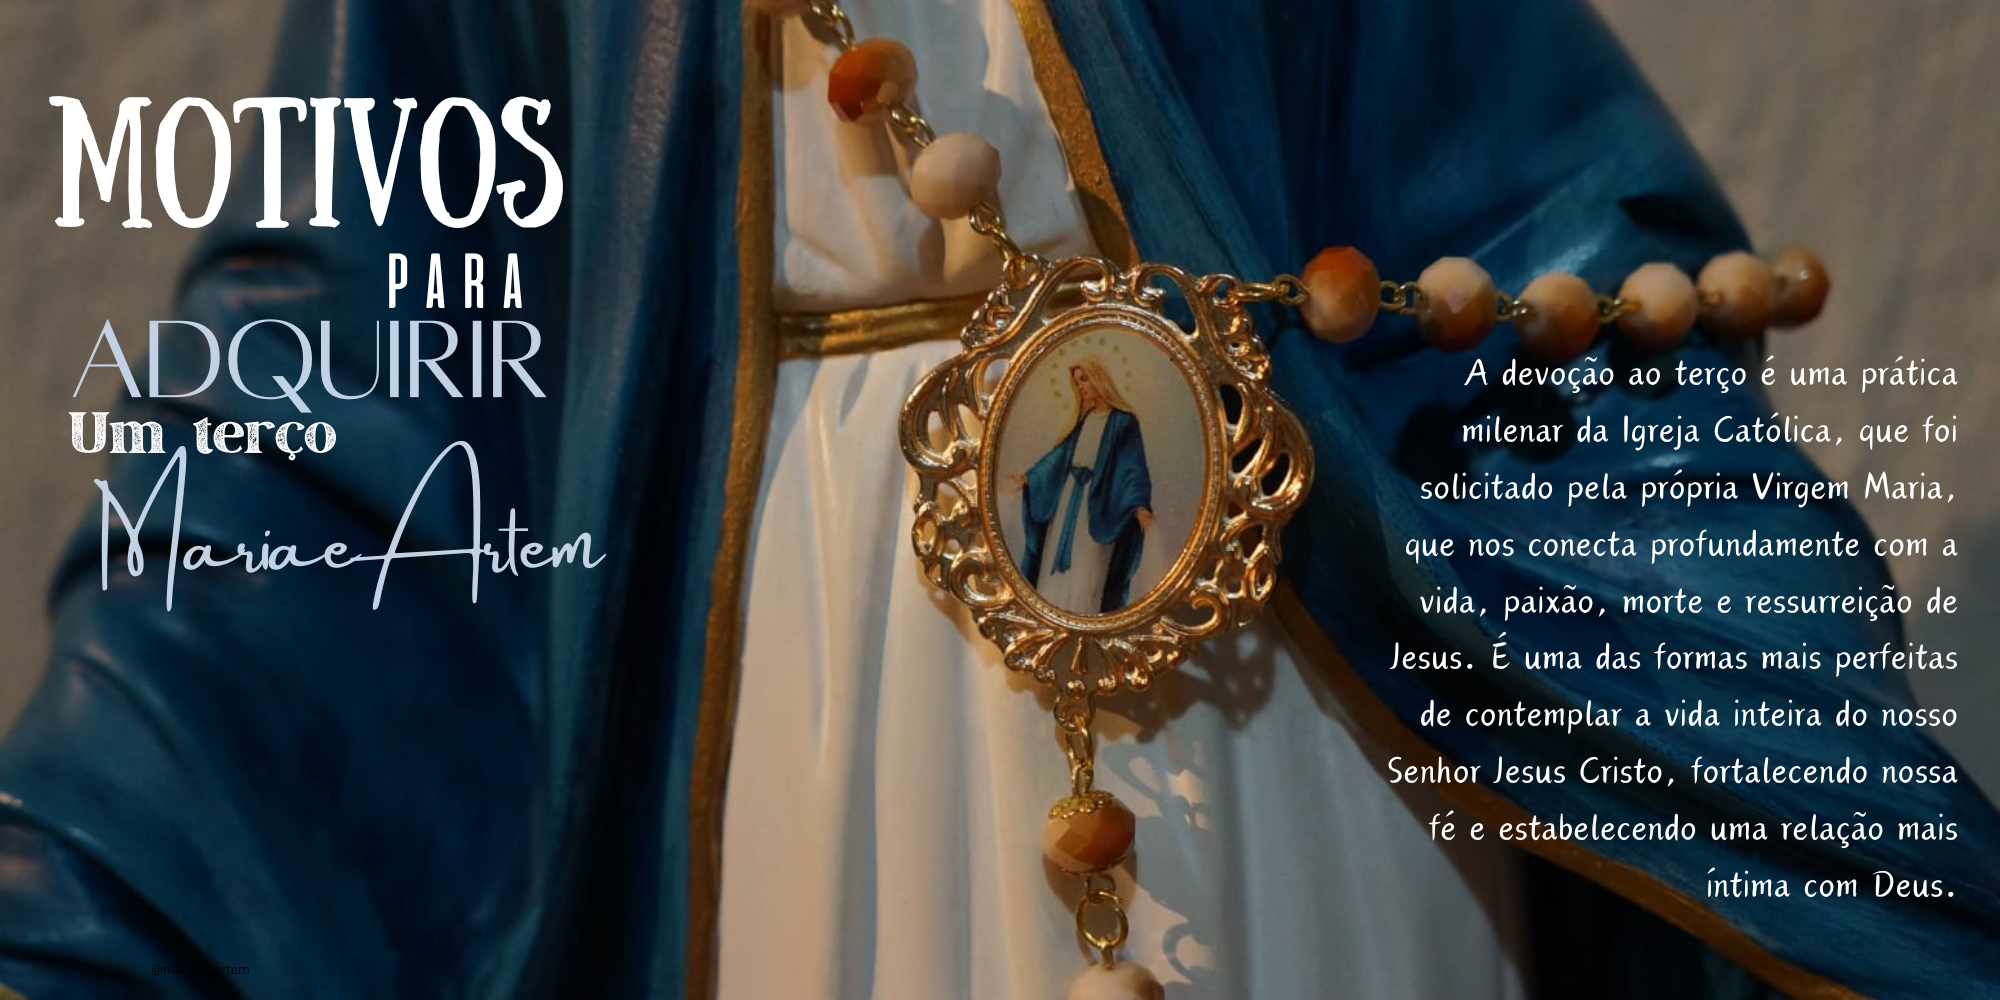 MOTIVOS
PARA
ADQUIRIR
Um terço
MariaeArtem
A devoção ao terço é uma prática
milenar da Igreja Católica, que foi
solicitado pela própria Virgem Maria,
que nos conecta profundamente com a
vida, paixão, morte e ressurreição de
Jesus. É uma das formas mais perfeitas
de contemplar a vida inteira do nosso
Senhor Jesus Cristo, fortalecendo nossa
fé e estabelecendo uma relação mais
íntima com Deus.